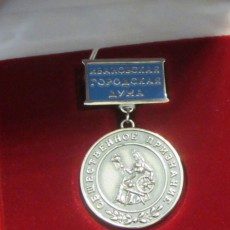 ИВАНОВСКАЯ
ГОРОДСКАЯ
ДУМА
ОБЩЕСТВЕННОЕ ПРИЗНАНИЕ